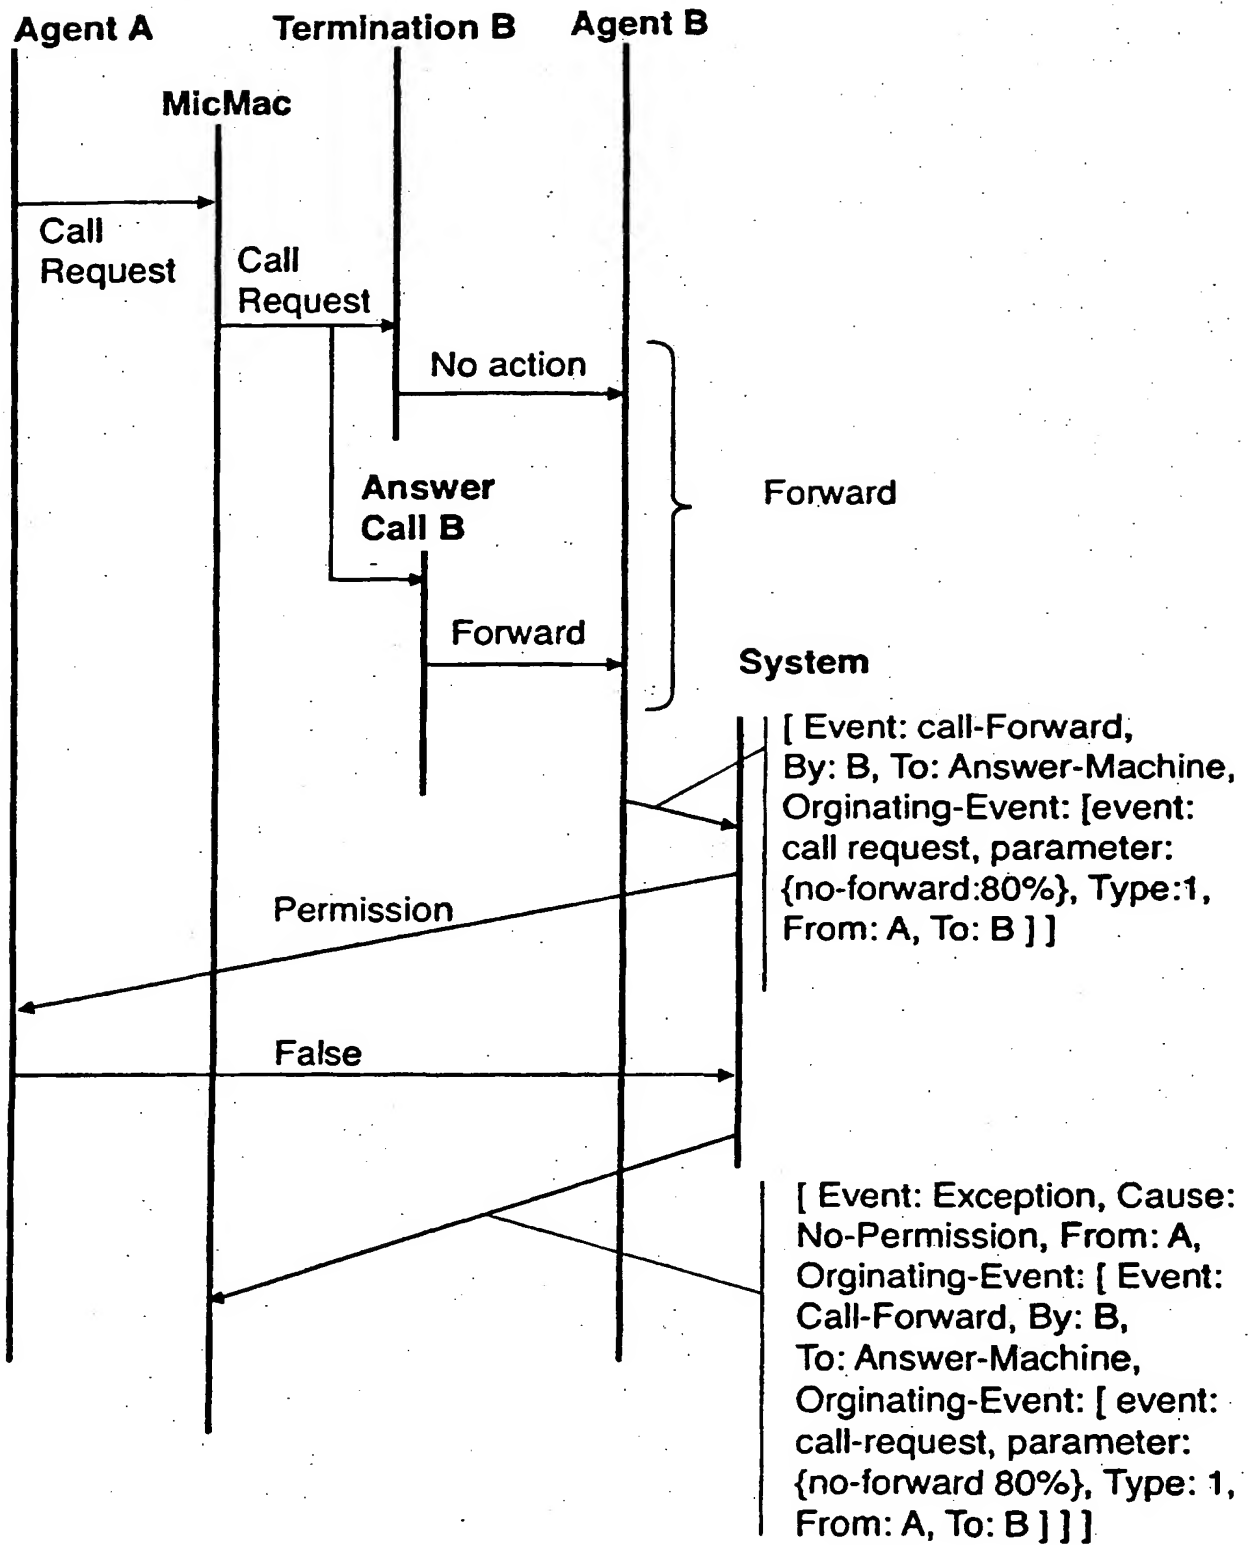 Agent A
Termination B
Agent B
MicMac
Call
Request
Call
Request
No action
Answer
Call B
Forward
Forward
System
[ Event: call-Forward,
By: B, To: Answer-Machine,
Orginating-Event: [event:
call request, parameter:
{no-forward:80%}, Type:1,
From: A, To: B ] ]
Permission
False
[ Event: Exception, Cause:
No-Permission, From: A,
Orginating-Event: [ Event:
Call-Forward, By: B,
To: Answer-Machine,
Orginating-Event: [ event:
call-request, parameter:
{no-forward 80%}, Type: 1,
From: A, To: B ] ] ]